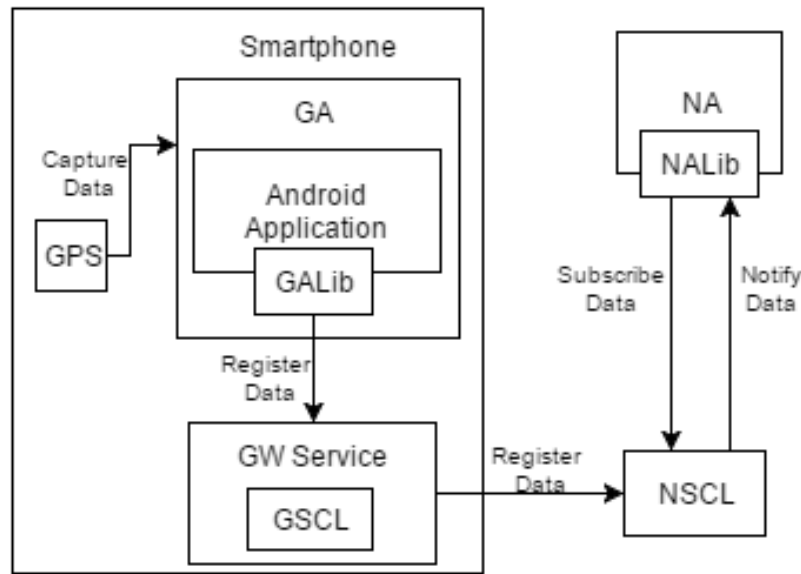 Smartphone
GA
NA
Capture
Data
NALib
Android
Application
GPS
GALib
Subscribe
Data
Notify
Data
Register
Data
GW Service
Register
Data
NSCL
GSCL